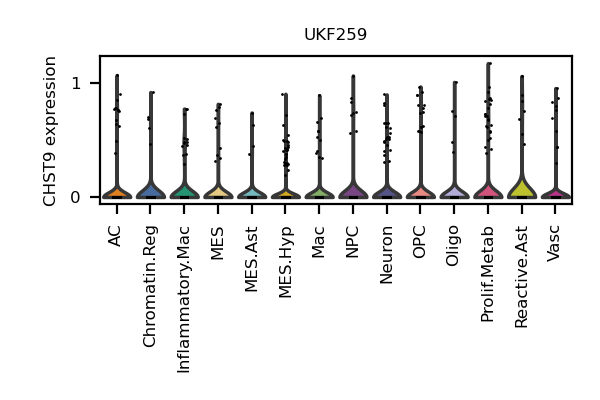 UKF259
CHST9 expression
1
0
AC
Chromatin.Reg
Inflammatory.Mac
MES
MES.Ast
MES.Hyp
Mac
NPC
Neuron
OPC
Oligo
Prolif.Metab
Reactive.Ast
Vasc